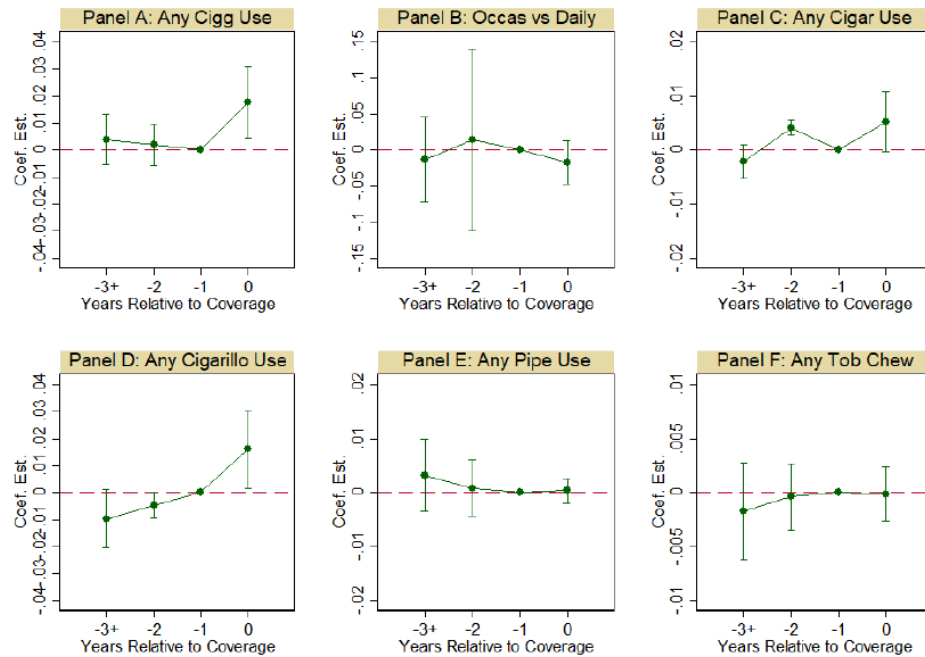 Panel A: Any Cigg Use
Coef. Est.
-.04-.03-.02-.01 0 .01 .02 .03 .04
-3+ -2 -1 0
Years Relative to Coverage
Panel B: Occas vs Daily
Coef. Est.
-.15 -.1 -.05 0 .05 .1 .15
-3+ -2 -1 0
Years Relative to Coverage
Panel C: Any Cigar Use
Coef. Est.
-.02 -.01 0 .01 .02
-3+ -2 -1 0
Years Relative to Coverage
Panel D: Any Cigarillo Use
Coef. Est.
-.04-.03-.02-.01 0 .01 .02 .03 .04
-3+ -2 -1 0
Years Relative to Coverage
Panel E: Any Pipe Use
Coef. Est.
-.02 -.01 0 .01 .02
-3+ -2 -1 0
Years Relative to Coverage
Panel F: Any Tob Chew
Coef. Est.
-.01 -.005 0 .005 .01
-3+ -2 -1 0
Years Relative to Coverage